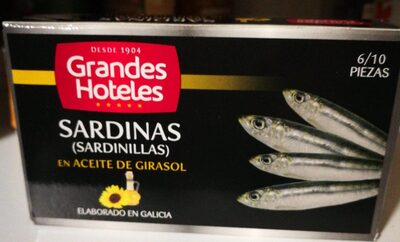 DESDE 1904
Grandes
Hoteles
6/10
PIEZAS
SARDINAS
(SARDINILLAS)
EN ACEITE DE GIRASOL
ELABORADO EN GALICIA